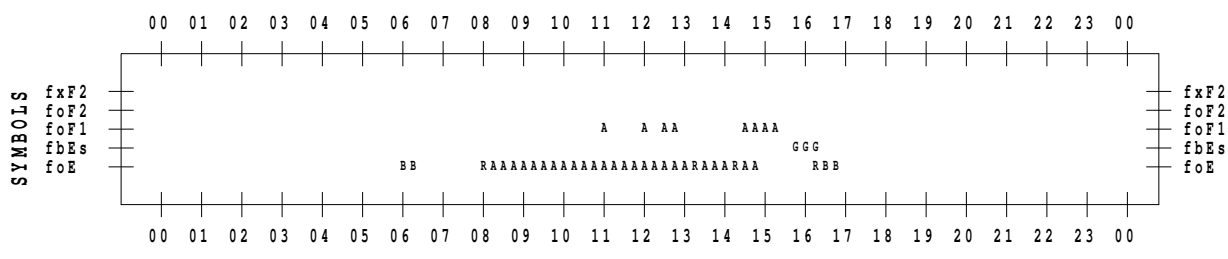 00 01 02 03 04 05 06 07 08 09 10 11 12 13 14 15 16 17 18 19 20 21 22 23 00
SYMBOLS
fxF2 fxF2
foF2 foF2
foF1 A A AA AAAA foF1
fbEs GGG fbEs
foE BB RAAAAAAAAAAAAAAAAAAAARAAARAA RBB foE
00 01 02 03 04 05 06 07 08 09 10 11 12 13 14 15 16 17 18 19 20 21 22 23 00